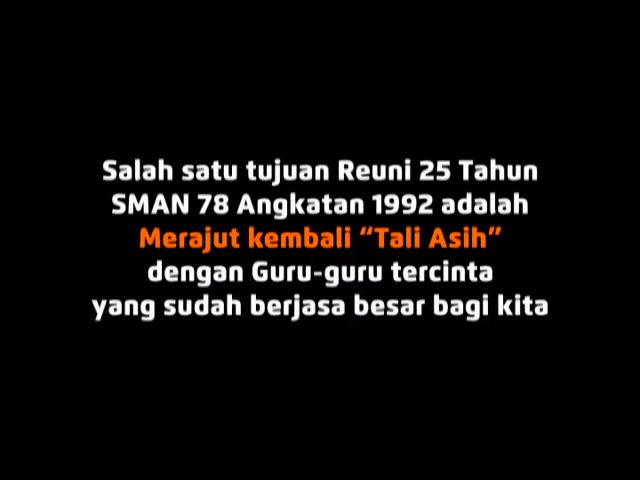 Salah satu tujuan Reuni 25 Tahun
SMAN 78 Angkatan 1992 adalah
Merajut kembali “Tali Asih”
dengan Guru-guru tercinta
yang sudah berjasa besar bagi kita